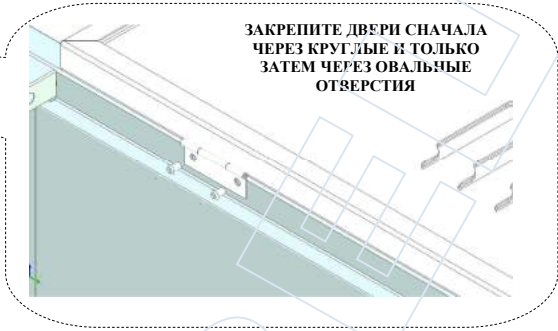 ЗАКРЕПИТЕ ДВЕРИ СНАЧАЛА
ЧЕРЕЗ КРУГЛЫЕ И ТОЛЬКО
ЗАТЕМ ЧЕРЕЗ ОВАЛЬНЫЕ
ОТВЕРСТИЯ